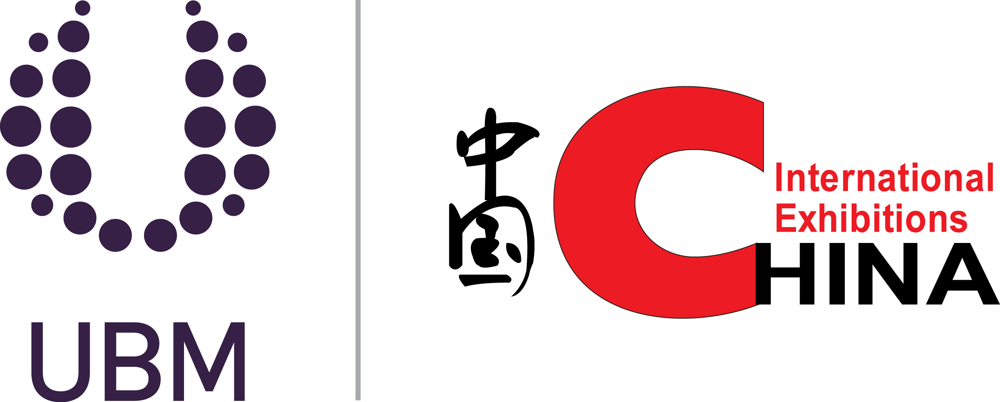 UBM
中国
International
Exhibitions
CHINA